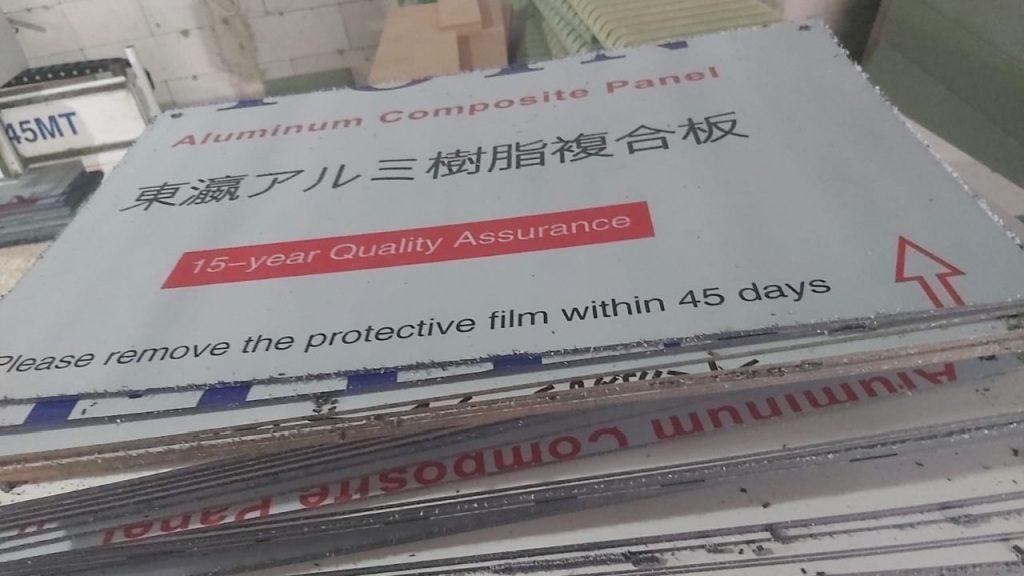 45MT
Aluminum Composite Panel
東瀛アルミ樹脂複合板
15-year Quality Assurance
Please remove the protective film within 45 days
Aluminum Composite Panel